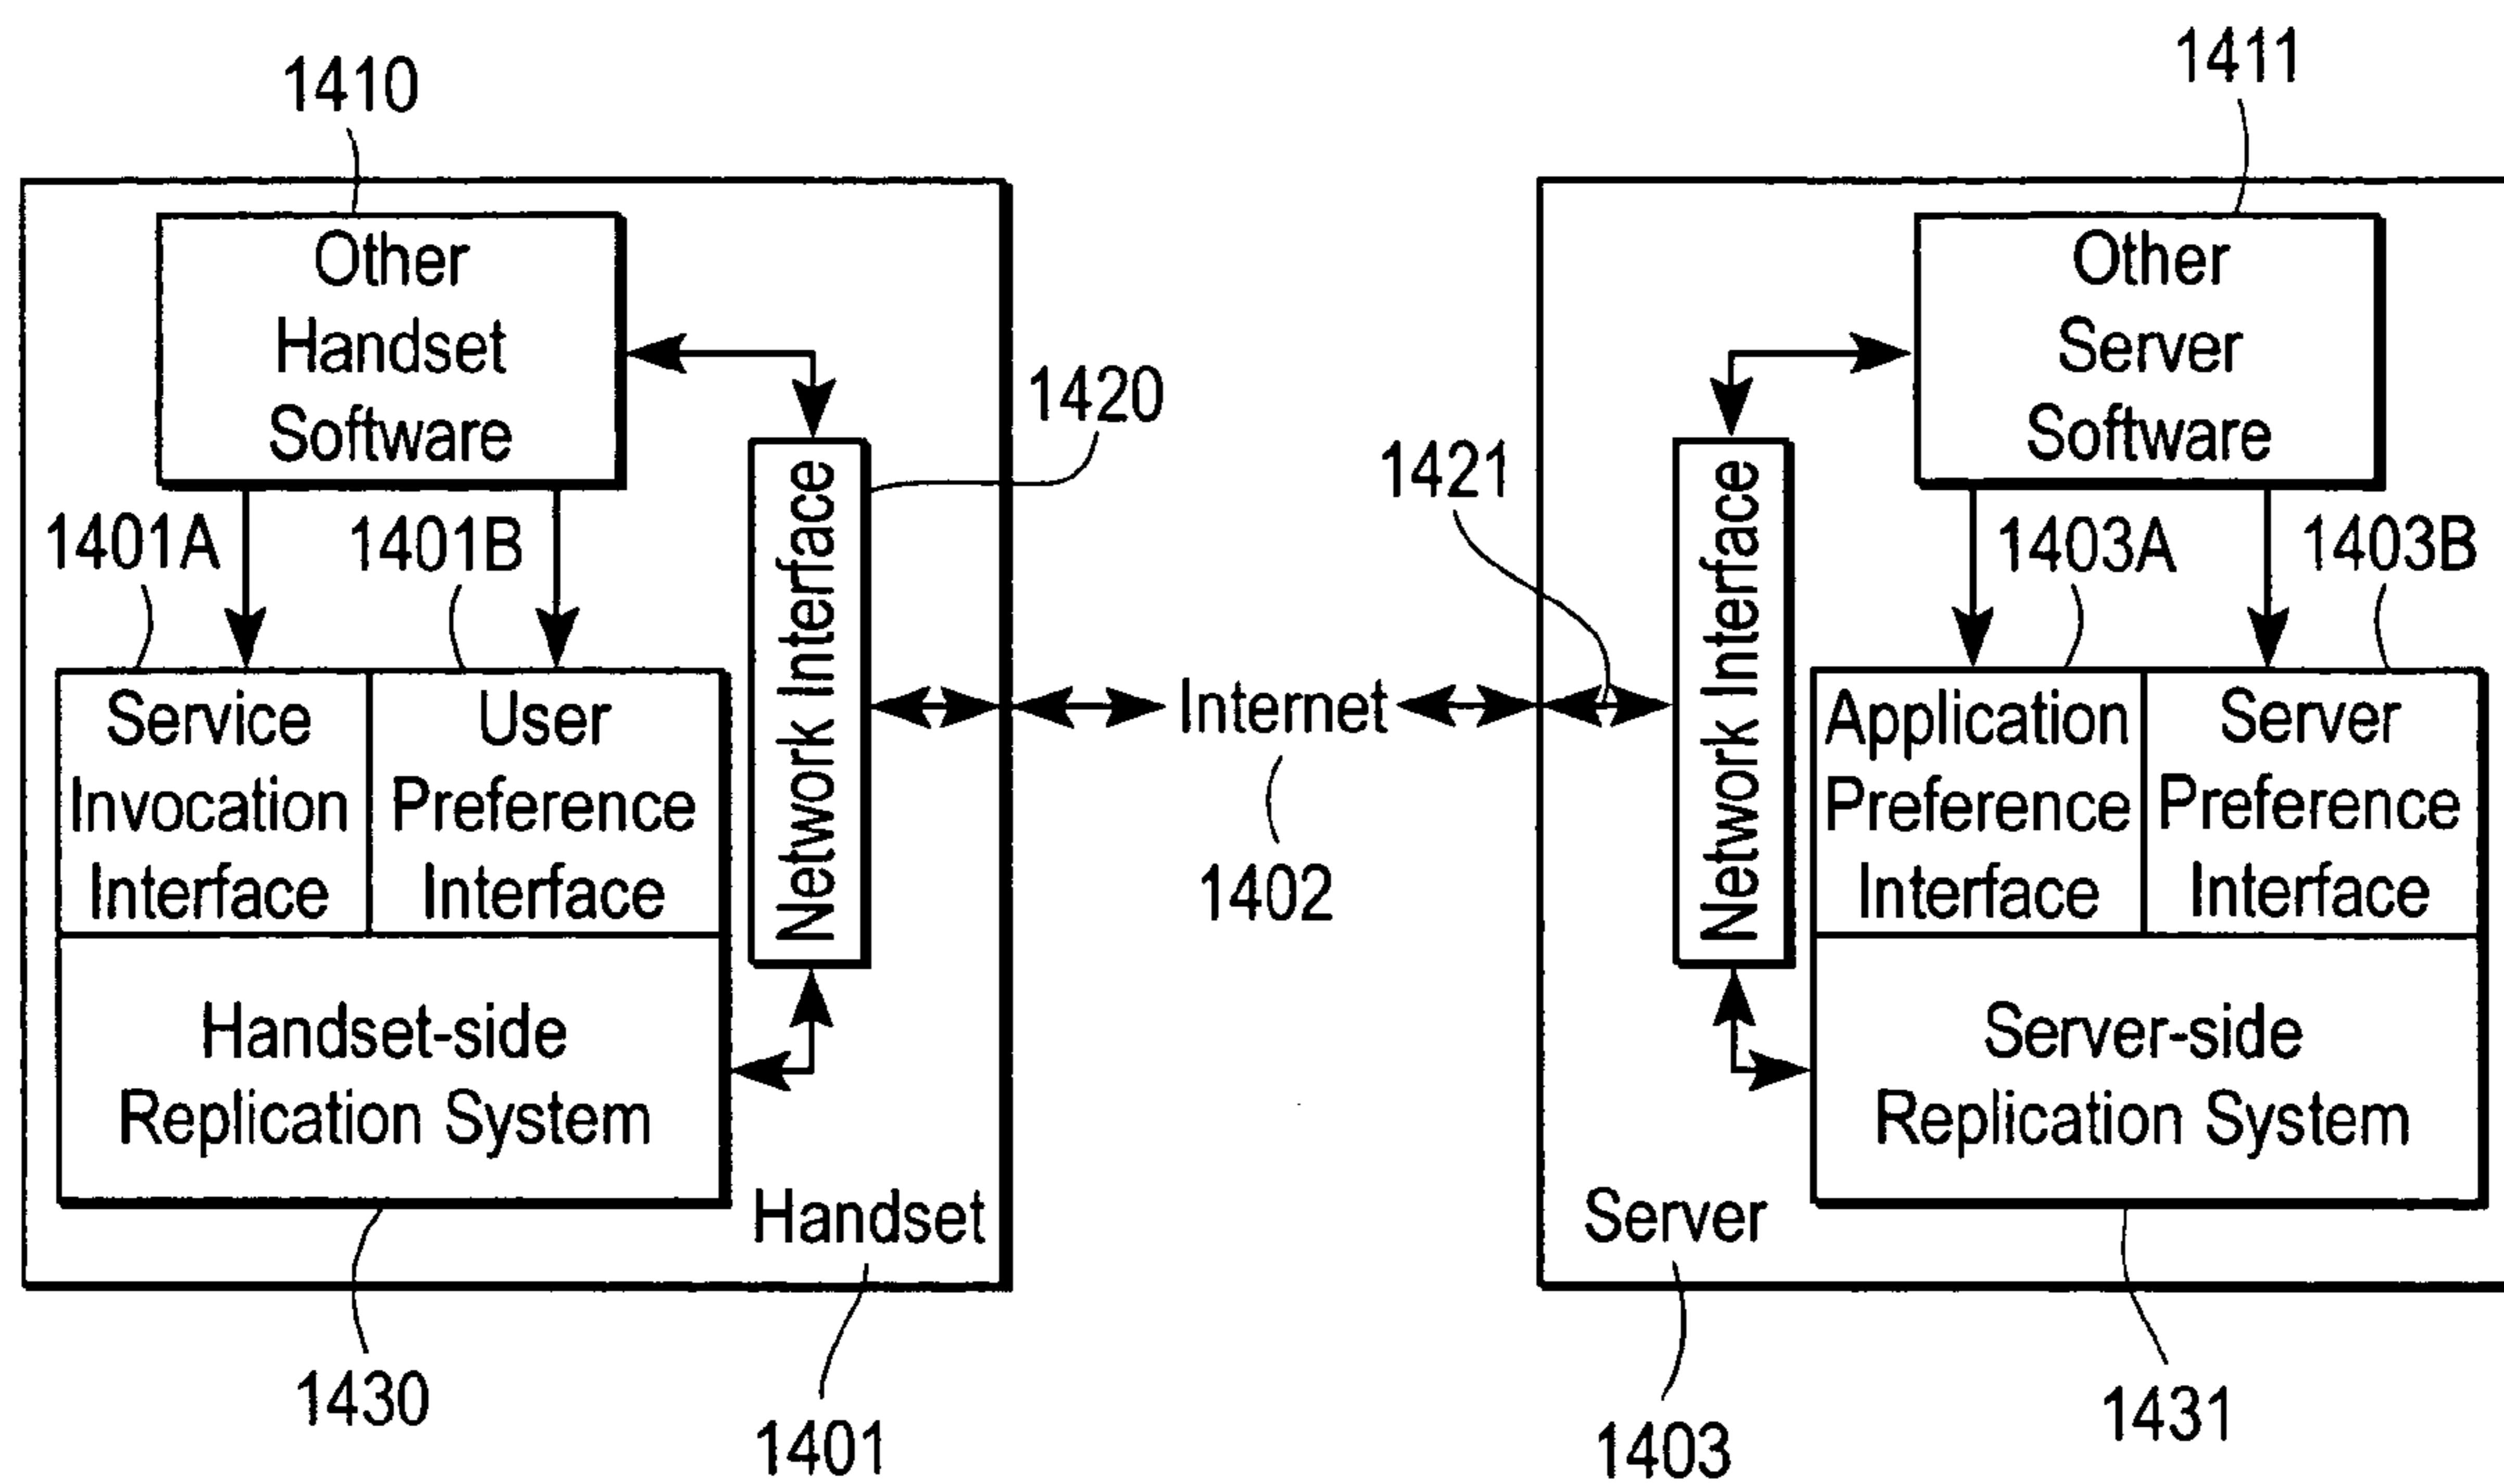 1410
Other
Handset
Software
1401A
1401B
Service
Invocation
Interface
User
Preference
Interface
Handset-side
Replication System
Network Interface
1420
Handset
1430
1401
Internet
1402
1411
Other
Server
Software
1421
Network Interface
1403A
1403B
Application
Preference
Interface
Server
Preference
Interface
Server-side
Replication System
Server
1403
1431